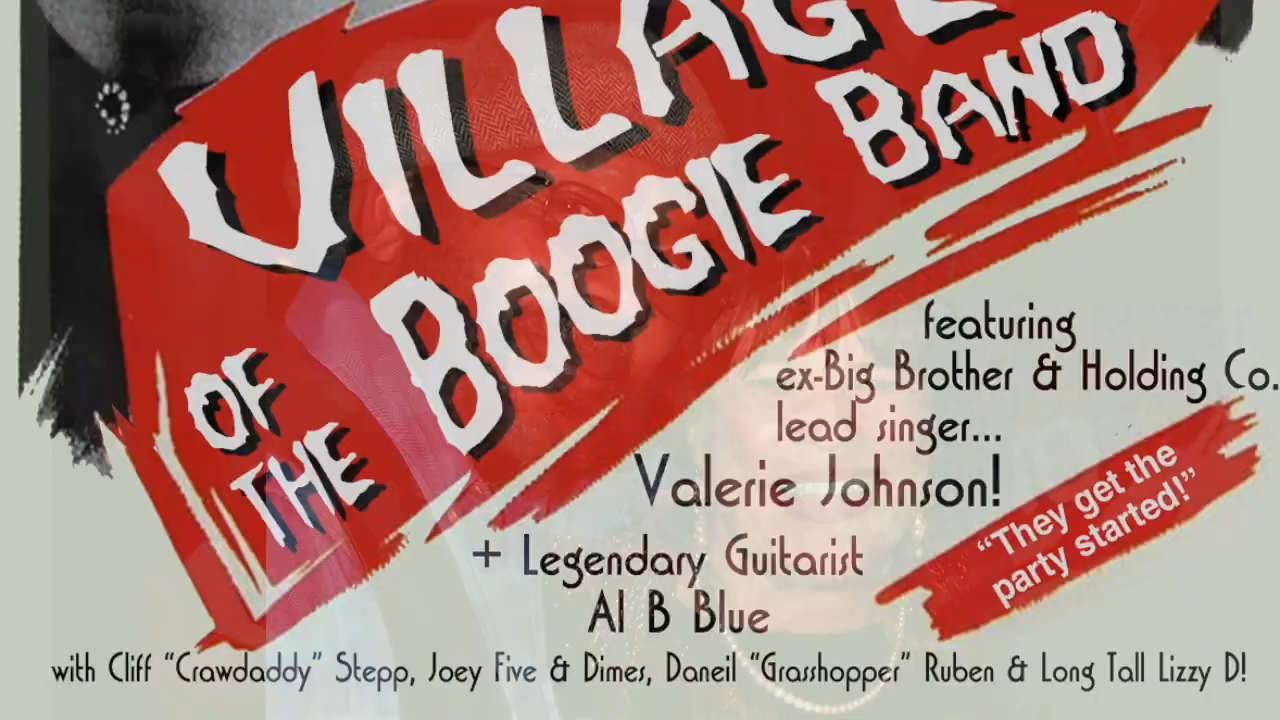 VILLAGE
OF THE BOOGIE BAND
featuring
ex-Big Brother & Holding Co.
lead singer...
Valerie Johnson!
"They get the
party started!"
+ Legendary Guitarist
Al B Blue
with Cliff "Crawdaddy" Stepp, Joey Five & Dimes, Daneil "Grasshopper" Ruben & Long Tall Lizzy D!